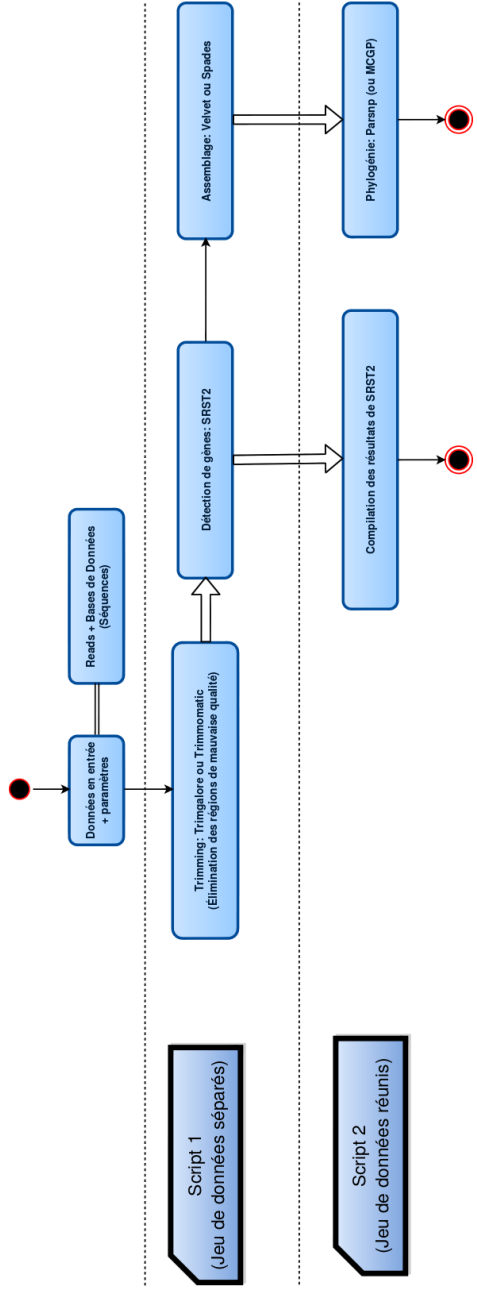 Données en entrée
+ paramètres
Reads + Bases de Données
(Séquences)
Script 1
(Jeu de données séparés)
Trimming: Trimgalore ou Trimmomatic
(Élimination des régions de mauvaise qualité)
Détection de gènes: SRST2
Assemblage: Velvet ou Spades
Script 2
(Jeu de données réunis)
Compilation des résultats de SRST2
Phylogénie: Parsnp (ou MCGP)